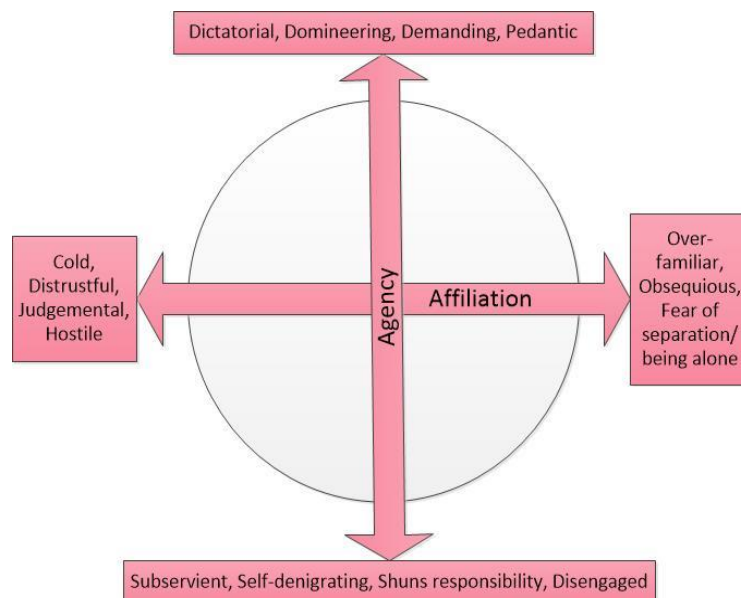 Dictatorial, Domineering, Demanding, Pedantic
Cold,
Distrustful,
Judgemental,
Hostile
Agency
Affiliation
Over-
familiar,
Obsequious,
Fear of
separation/
being alone
Subservient, Self-denigrating, Shuns responsibility, Disengaged